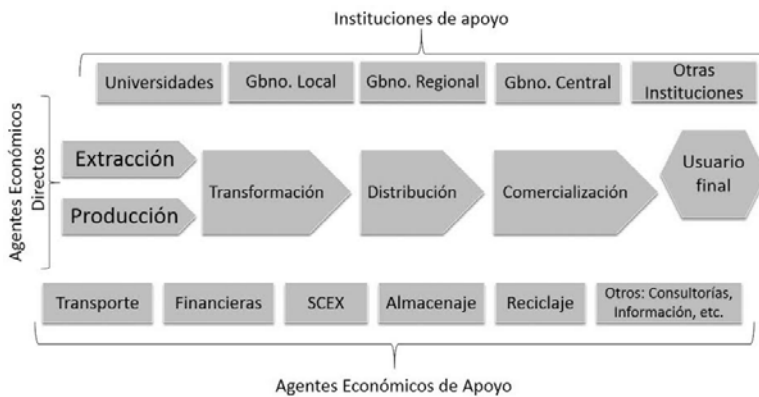 Instituciones de apoyo
Universidades
Gbno. Local
Gbno. Regional
Gbno. Central
Otras
Instituciones
Agentes Económicos
Directos
Extracción
Producción
Transformación
Distribución
Comercialización
Usuario
final
Transporte
Financieras
SCEX
Almacenaje
Reciclaje
Otros: Consultorías,
Información, etc.
Agentes Económicos de Apoyo